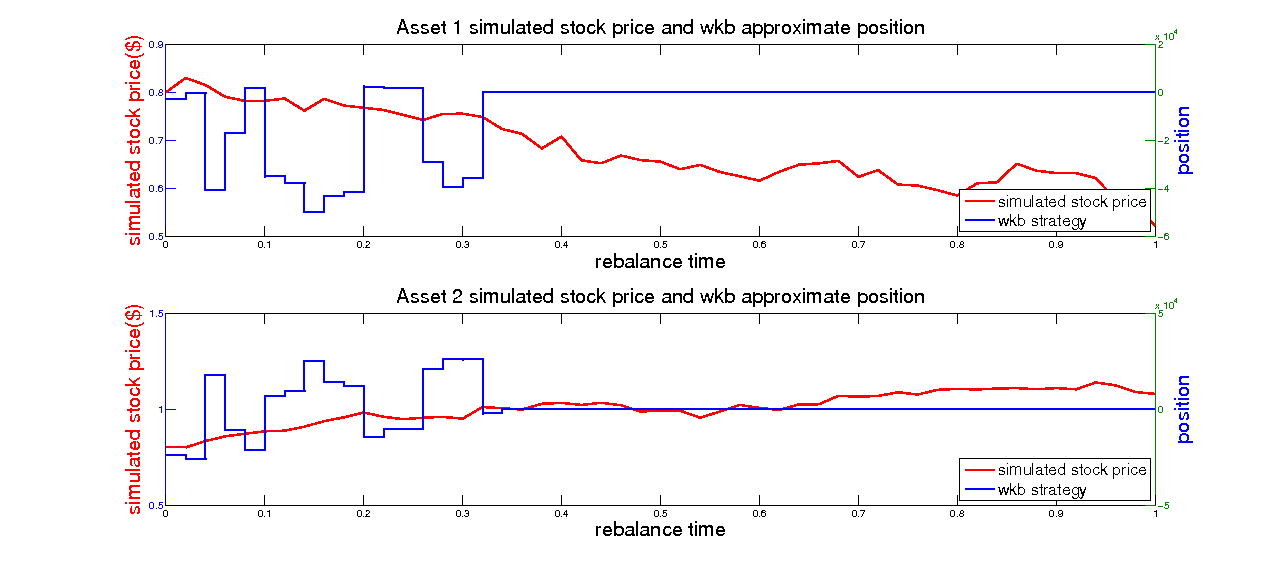 Asset 1 simulated stock price and wkb approximate position
x 10^4
simulated stock price($)
0.9
0.8
0.7
0.6
0.5
2
0
−2
−4
−6
position
simulated stock price
wkb strategy
0 0.1 0.2 0.3 0.4 0.5 0.6 0.7 0.8 0.9 1
rebalance time
Asset 2 simulated stock price and wkb approximate position
x 10^4
simulated stock price($)
1.5
1
0.5
5
0
−5
position
simulated stock price
wkb strategy
0 0.1 0.2 0.3 0.4 0.5 0.6 0.7 0.8 0.9 1
rebalance time